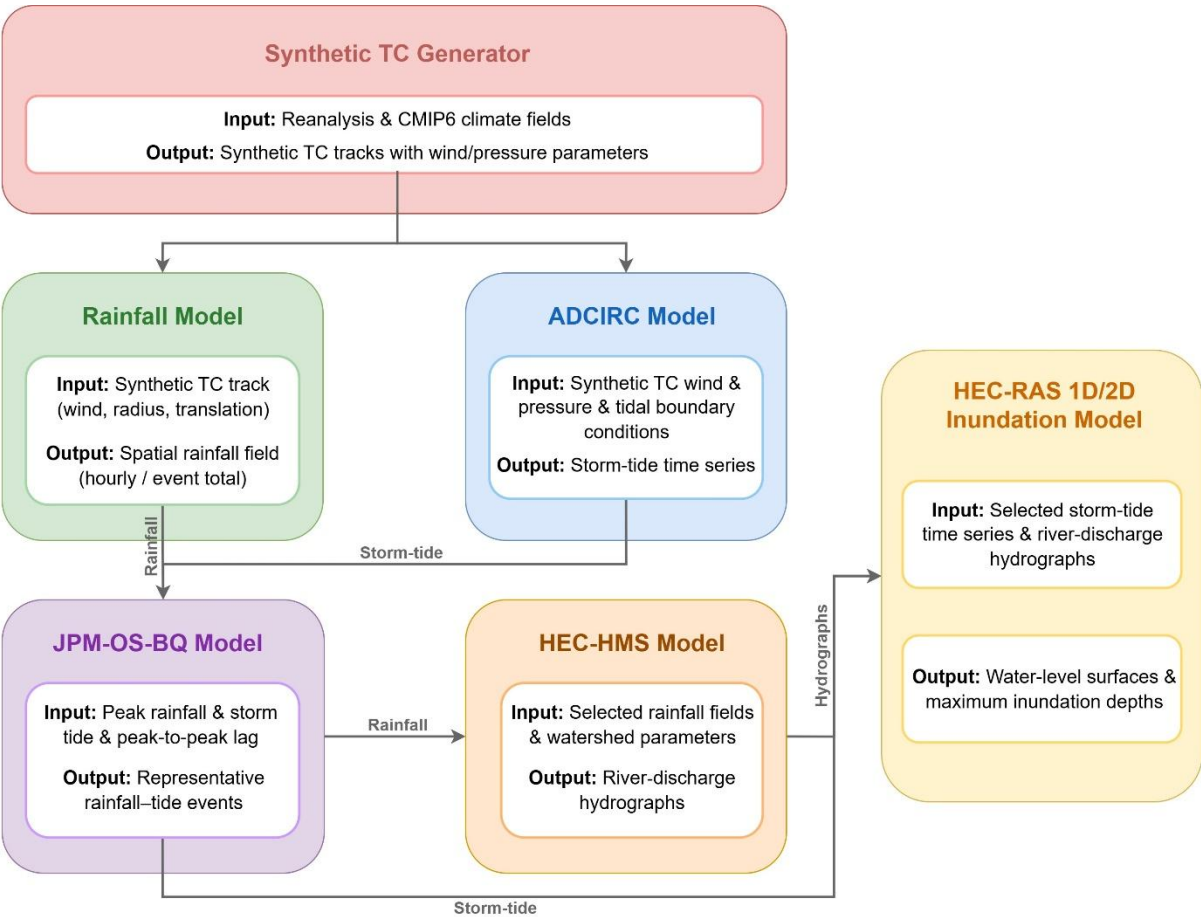 Synthetic TC Generator
Input: Reanalysis & CMIP6 climate fields
Output: Synthetic TC tracks with wind/pressure parameters
Rainfall Model
Input: Synthetic TC track
(wind, radius, translation)
Output: Spatial rainfall field
(hourly / event total)
ADCIRC Model
Input: Synthetic TC wind &
pressure & tidal boundary
conditions
Output: Storm-tide time series
Rainfall
Storm-tide
JPM-OS-BQ Model
Input: Peak rainfall & storm
tide & peak-to-peak lag
Output: Representative
rainfall–tide events
Rainfall
HEC-HMS Model
Input: Selected rainfall fields
& watershed parameters
Output: River-discharge
hydrographs
Hydrographs
Storm-tide
HEC-RAS 1D/2D
Inundation Model
Input: Selected storm-tide
time series & river-discharge
hydrographs
Output: Water-level surfaces &
maximum inundation depths